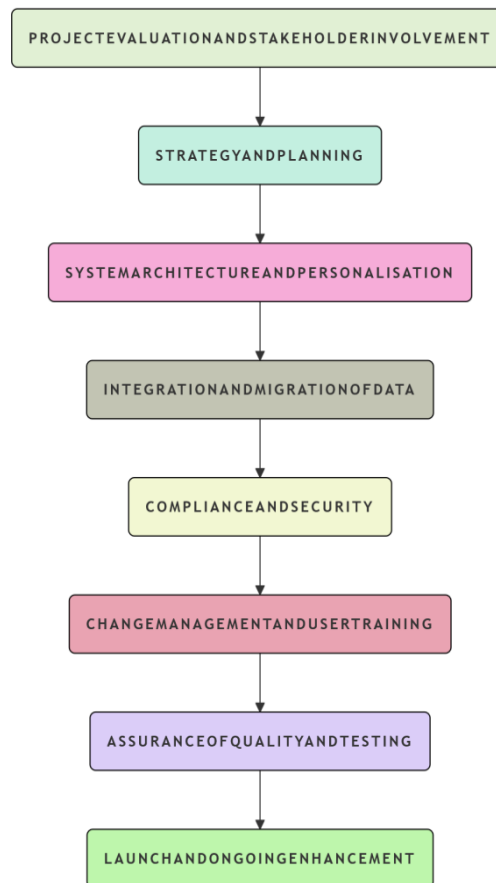 PROJECTEVALUATIONANDSTAKEHOLDERINVOLVEMENT
STRATEGYANDPLANNING
SYSTEMARCHITECTUREANDPERSONALISATION
INTEGRATIONANDMIGRATIONOFDATA
COMPLIANCEANDSECURITY
CHANGEMANAGEMENTANDUSERTRAINING
ASSURANCEOFQUALITYANDTESTING
LAUNCHANDONGOINGENHANCEMENT